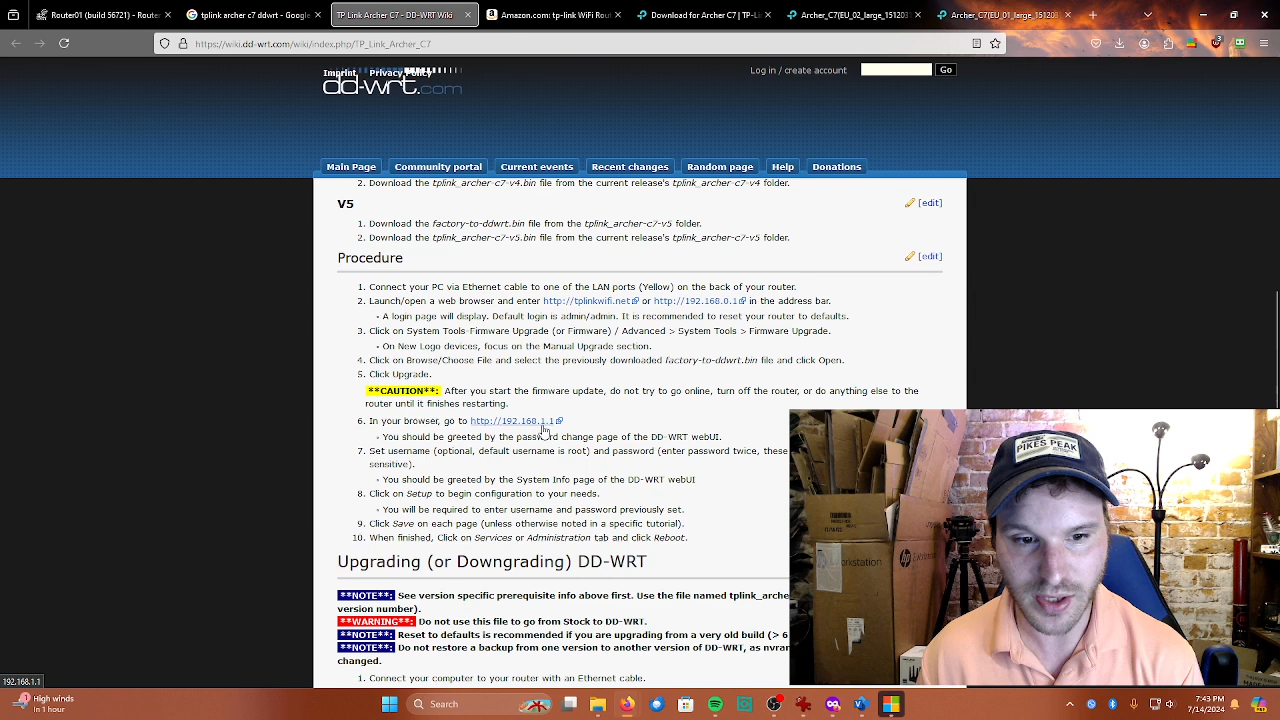 Router01 (build 56271) - Router
tplink archer c7 ddwrt - Google
TP Link Archer C7 - DD-WRT Wiki
Amazon.com: tp-link WiFi Rout
Download for Archer C7 | TP-Li
Archer_C7(EU_02_large_1512031
Archer_C7(EU_01_large_1512031
https://wiki.dd-wrt.com/wiki/index.php/TP_Link_Archer_C7
Imprint Privacy Policy
dd-wrt.com
Log in / create account
Go
Main Page Community portal Current events Recent changes Random page Help Donations
2. Download the tplink_archer-c7-v4.bin file from the current release's tplink_archer-c7-v4 folder.
V5 [edit]
1. Download the factory-to-ddwrt.bin file from the tplink_archer-c7-v5 folder.
2. Download the tplink_archer-c7-v5.bin file from the current release's tplink_archer-c7-v5 folder.
Procedure [edit]
1. Connect your PC via Ethernet cable to one of the LAN ports (Yellow) on the back of your router.
2. Launch/open a web browser and enter http://tplinkwifi.net or http://192.168.0.1 in the address bar.
- A login page will display. Default login is admin/admin. It is recommended to reset your router to defaults.
3. Click on System Tools-Firmware Upgrade (or Firmware) / Advanced > System Tools > Firmware Upgrade.
- On New Logo devices, focus on the Manual Upgrade section.
4. Click on Browse/Choose File and select the previously downloaded factory-to-ddwrt.bin file and click Open.
5. Click Upgrade.
**CAUTION**: After you start the firmware update, do not try to go online, turn off the router, or do anything else to the
router until it finishes restarting.
6. In your browser, go to http://192.168.1.1
- You should be greeted by the password change page of the DD-WRT webUI.
7. Set username (optional, default username is root) and password (enter password twice, these
sensitive).
- You should be greeted by the System Info page of the DD-WRT webUI
8. Click on Setup to begin configuration to your needs.
- You will be required to enter username and password previously set.
9. Click Save on each page (unless otherwise noted in a specific tutorial).
10. When finished, Click on Services or Administration tab and click Reboot.
Upgrading (or Downgrading) DD-WRT
**NOTE**: See version specific prerequisite info above first. Use the file named tplink_arche
version number).
**WARNING**: Do not use this file to go from Stock to DD-WRT.
**NOTE**: Reset to defaults is recommended if you are upgrading from a very old build (> 6
**NOTE**: Do not restore a backup from one version to another version of DD-WRT, as nvran
changed.
1. Connect your computer to your router with an Ethernet cable.
PIKES PEAK
hp
orkstation
192.168.1.1
High winds
In 1 hour
Search
7:43 PM
7/14/2024